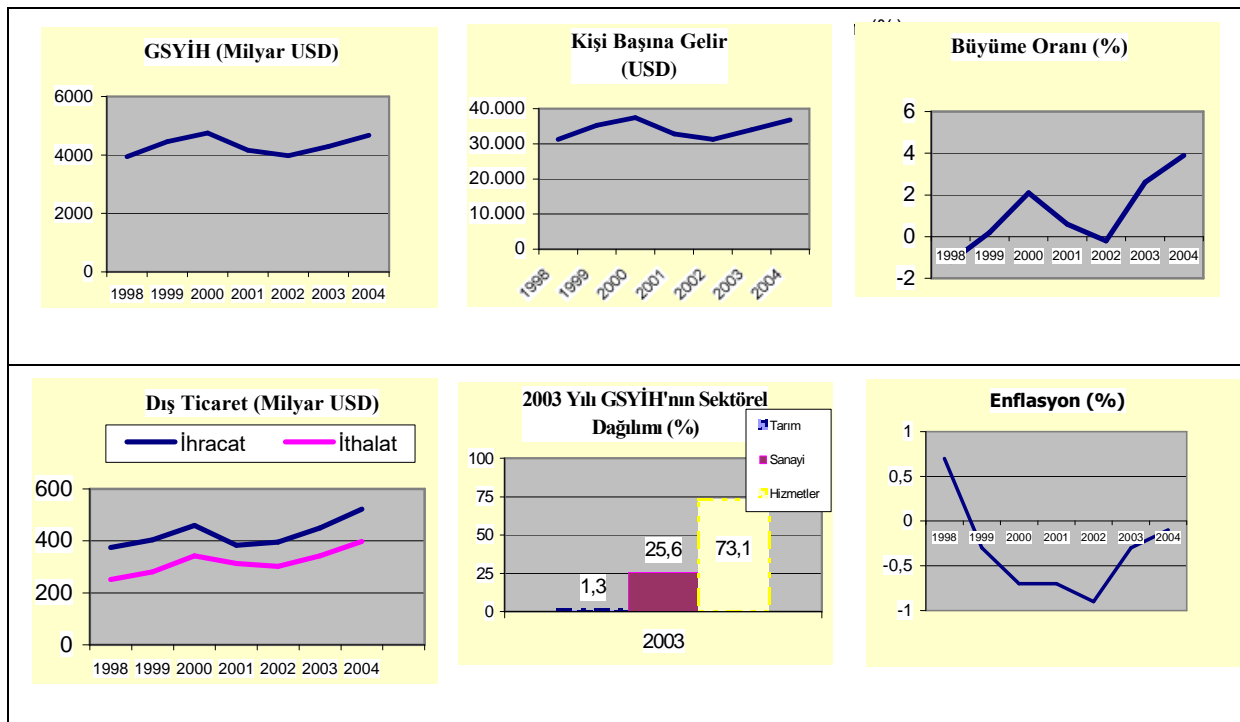 (%)
GSYİH (Milyar USD)
6000
4000
2000
0
1998 1999 2000 2001 2002 2003 2004
Kişi Başına Gelir
(USD)
40.000
30.000
20.000
10.000
0
1998 1999 2000 2001 2002 2003 2004
Büyüme Oranı (%)
6
4
2
0
-2
1998 1999 2000 2001 2002 2003 2004
Dış Ticaret (Milyar USD)
İhracat İthalat
600
400
200
0
1998 1999 2000 2001 2002 2003 2004
2003 Yılı GSYİH'nın Sektörel
Dağılımı (%)
Tarım
Sanayi
Hizmetler
100
75
50
25
0
1,3
25,6
73,1
2003
Enflasyon (%)
1
0,5
0
-0,5
-1
1998 1999 2000 2001 2002 2003 2004